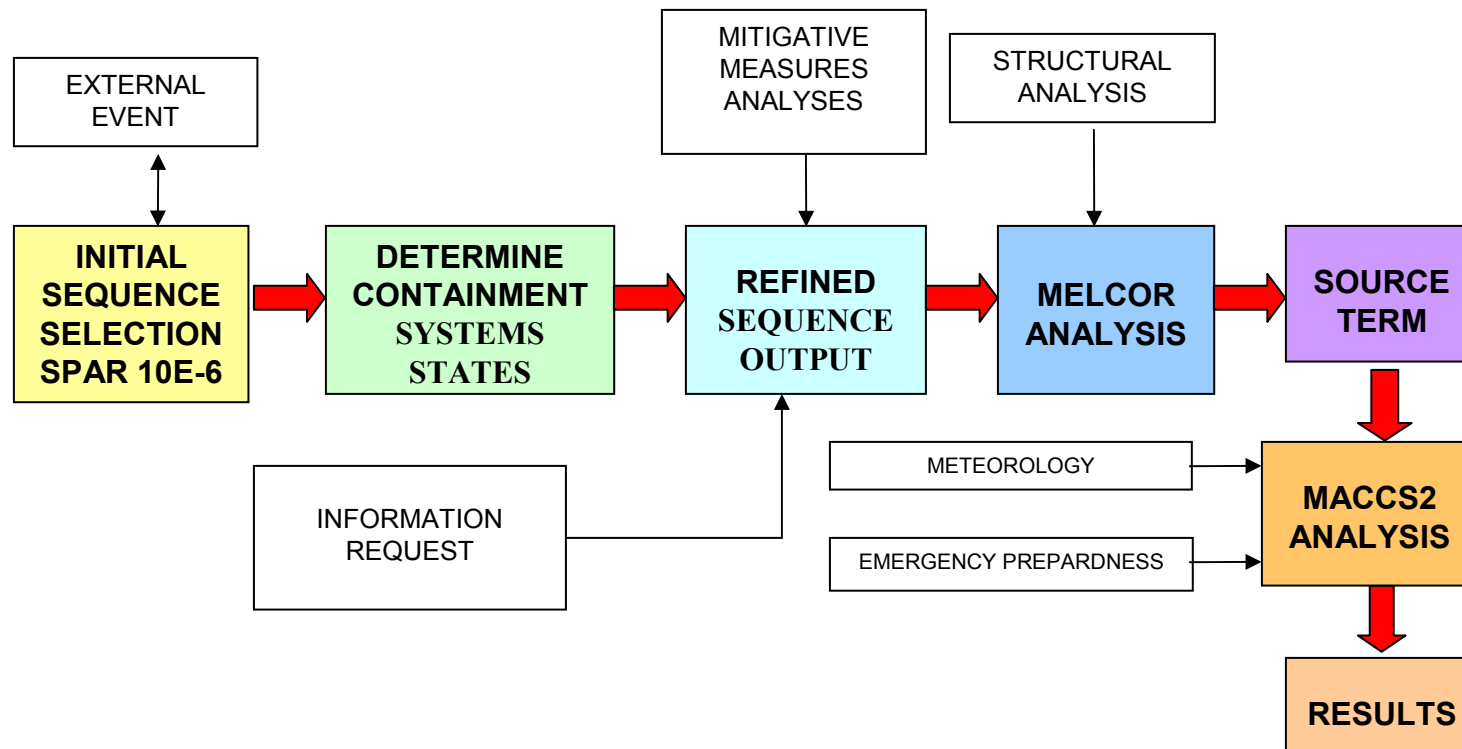 EXTERNAL
EVENT
MITIGATIVE
MEASURES
ANALYSES
STRUCTURAL
ANALYSIS
INITIAL
SEQUENCE
SELECTION
SPAR 10E-6
DETERMINE
CONTAINMENT
SYSTEMS
STATES
REFINED
SEQUENCE
OUTPUT
MELCOR
ANALYSIS
SOURCE
TERM
INFORMATION
REQUEST
METEOROLOGY
EMERGENCY PREPARDNESS
MACCS2
ANALYSIS
RESULTS